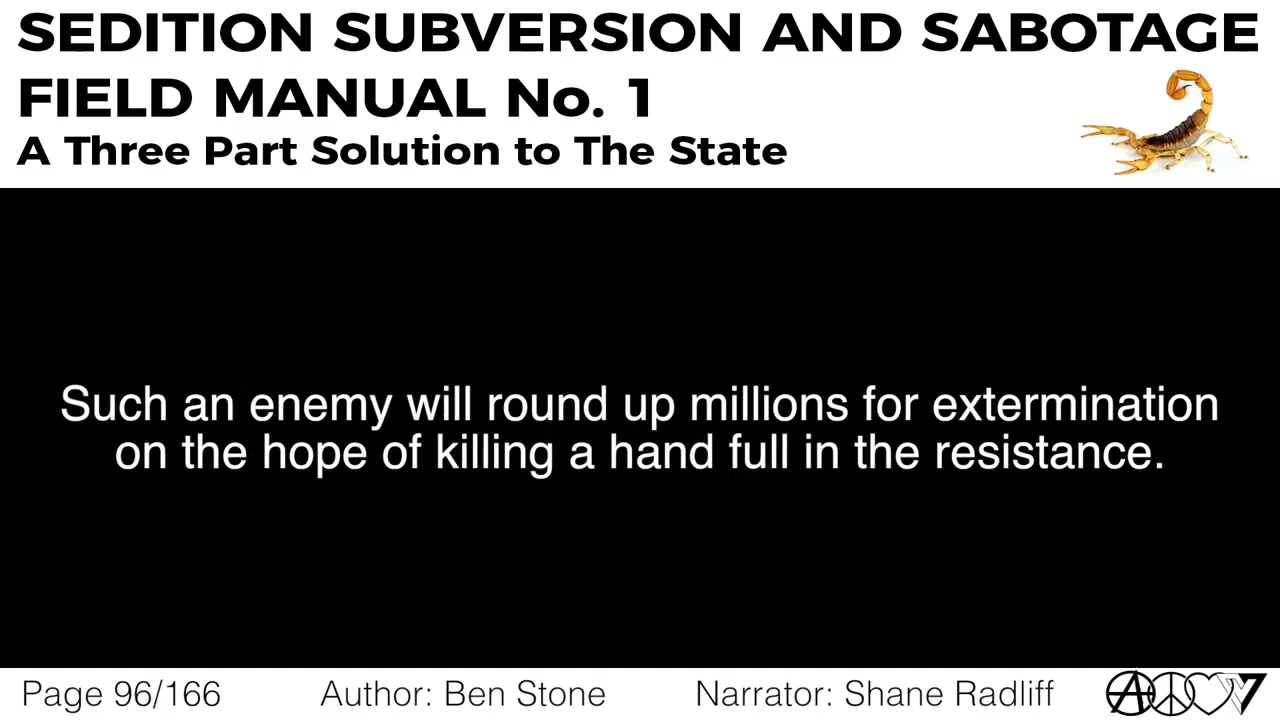 SEDITION SUBVERSION AND SABOTAGE
FIELD MANUAL No. 1
A Three Part Solution to The State
Such an enemy will round up millions for extermination
on the hope of killing a hand full in the resistance.
Page 96/166 Author: Ben Stone Narrator: Shane Radliff